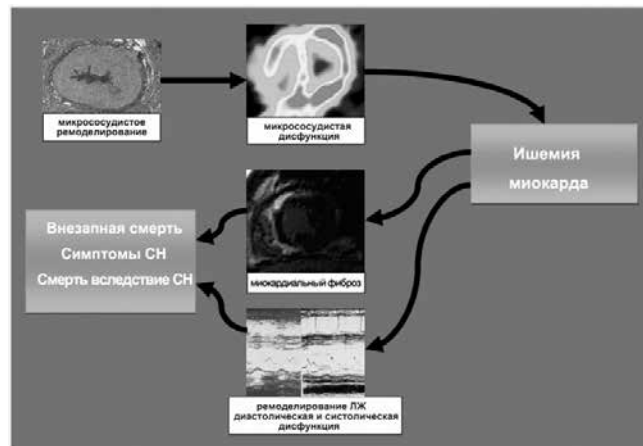 микрососудистое
ремоделирование
микрососудистая
дисфункция
Ишемия
миокарда
миокардиальный фиброз
Внезапная смерть
Симптомы СН
Смерть вследствие СН
ремоделирование ЛЖ
диастолическая и систолическая
дисфункция